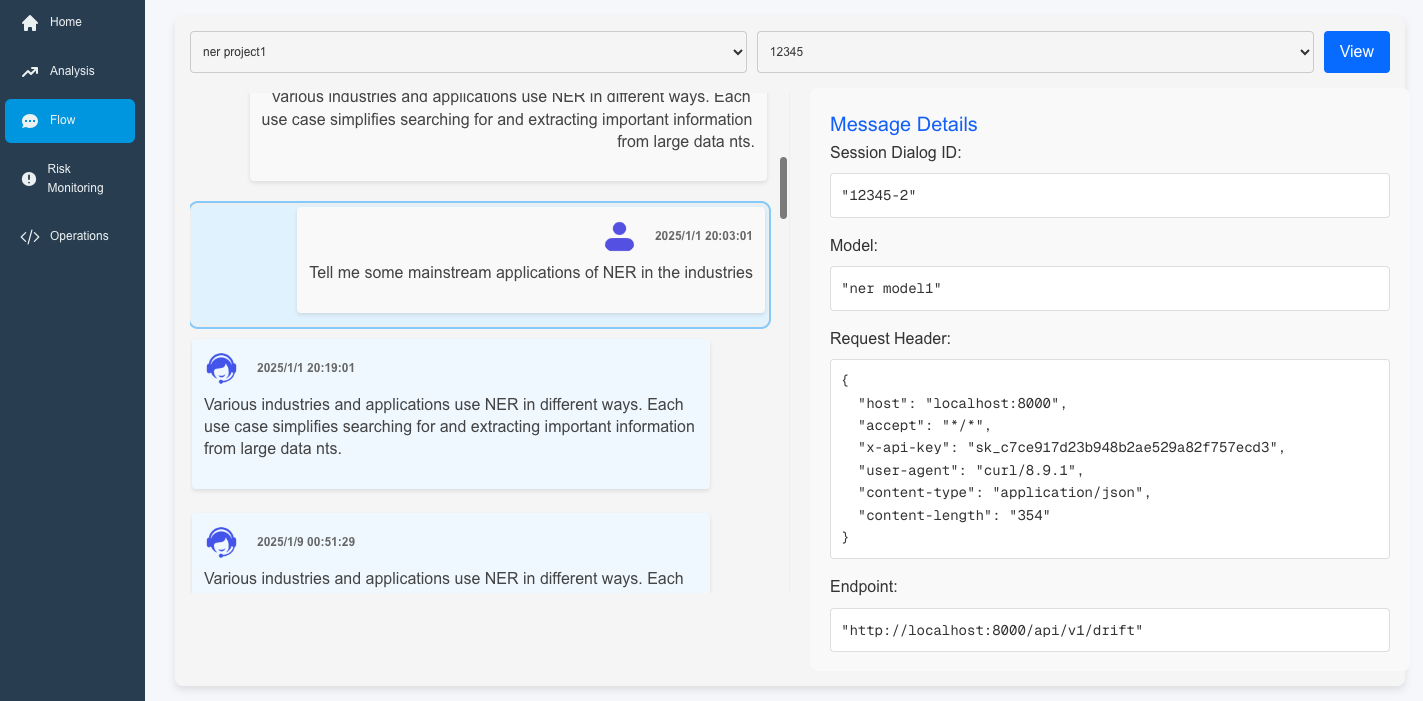 Home
Analysis
Flow
Risk
Monitoring
Operations
ner project1
12345
View
Various industries and applications use NER in different ways. Each
use case simplifies searching for and extracting important information
from large data nts.
2025/1/1 20:03:01
Tell me some mainstream applications of NER in the industries
2025/1/1 20:19:01
Various industries and applications use NER in different ways. Each
use case simplifies searching for and extracting important information
from large data nts.
2025/1/9 00:51:29
Various industries and applications use NER in different ways. Each
Message Details
Session Dialog ID:
"12345-2"
Model:
"ner model1"
Request Header:
{
  "host": "localhost:8000",
  "accept": "*/*",
  "x-api-key": "sk_c7ce917d23b948b2ae529a82f757ecd3",
  "user-agent": "curl/8.9.1",
  "content-type": "application/json",
  "content-length": "354"
}
Endpoint:
"http://localhost:8000/api/v1/drift"